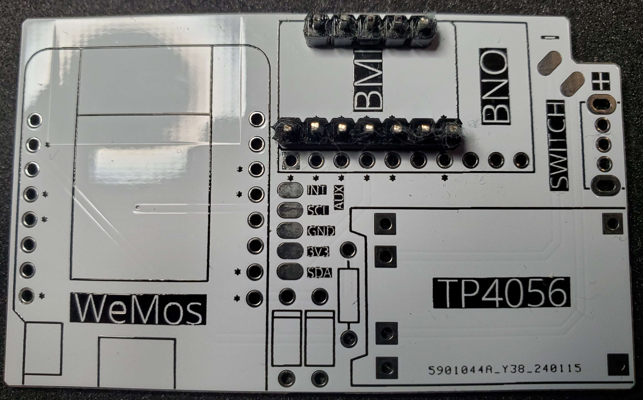 BMI
BNO
-
+
SWITCH
INT
SCL
GND
3V3
SDA
AUX
WeMos
TP4056
5901044A_Y38_240115